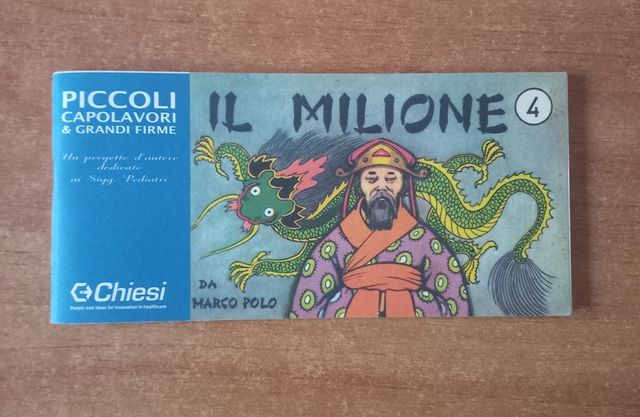 PICCOLI
CAPOLAVORI
& GRANDI FIRME
Un progetto d'autore
dedicato
ai Sigg. Pediatri
Chiesi
People and ideas for innovation in healthcare
IL MILIONE
4
DA
MARCO POLO